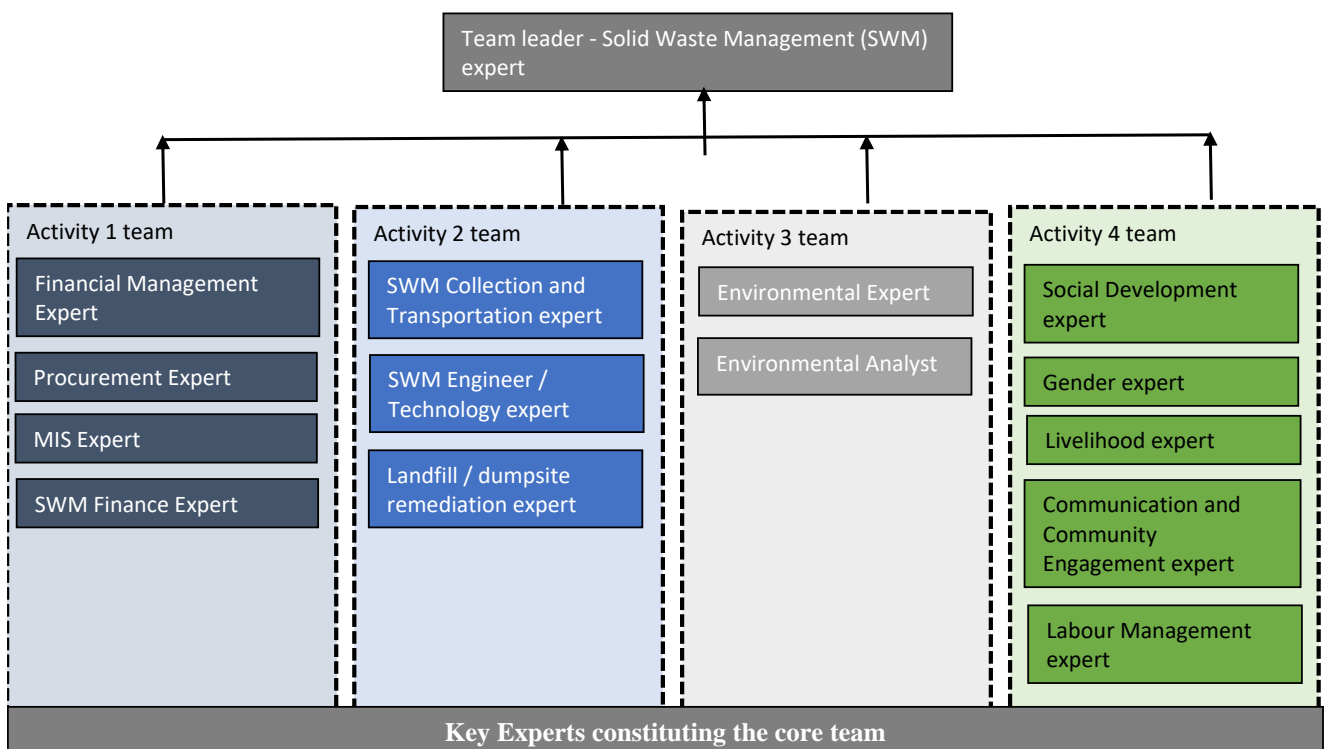 Team leader - Solid Waste Management (SWM)
expert
Activity 1 team
Financial Management
Expert
Procurement Expert
MIS Expert
SWM Finance Expert
Activity 2 team
SWM Collection and
Transportation expert
SWM Engineer /
Technology expert
Landfill / dumpsite
remediation expert
Activity 3 team
Environmental Expert
Environmental Analyst
Activity 4 team
Social Development
expert
Gender expert
Livelihood expert
Communication and
Community
Engagement expert
Labour Management
expert
Key Experts constituting the core team